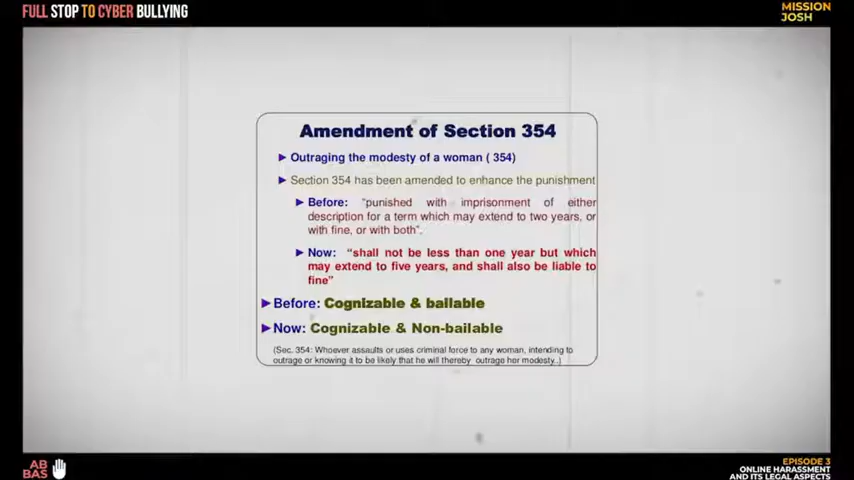 FULL STOP TO CYBER BULLYING
MISSION
JOSH
Amendment of Section 354
► Outraging the modesty of a woman ( 354)
► Section 354 has been amended to enhance the punishment
► Before: “punished with imprisonment of either
description for a term which may extend to two years, or
with fine, or with both”.
► Now: “shall not be less than one year but which
may extend to five years, and shall also be liable to
fine”
►Before: Cognizable & bailable
►Now: Cognizable & Non-bailable
(Sec. 354: Whoever assaults or uses criminal force to any woman, intending to
outrage or knowing it to be likely that he will thereby outrage her modesty..)
AB
BAS
EPISODE 3
ONLINE HARASSMENT
AND ITS LEGAL ASPECTS